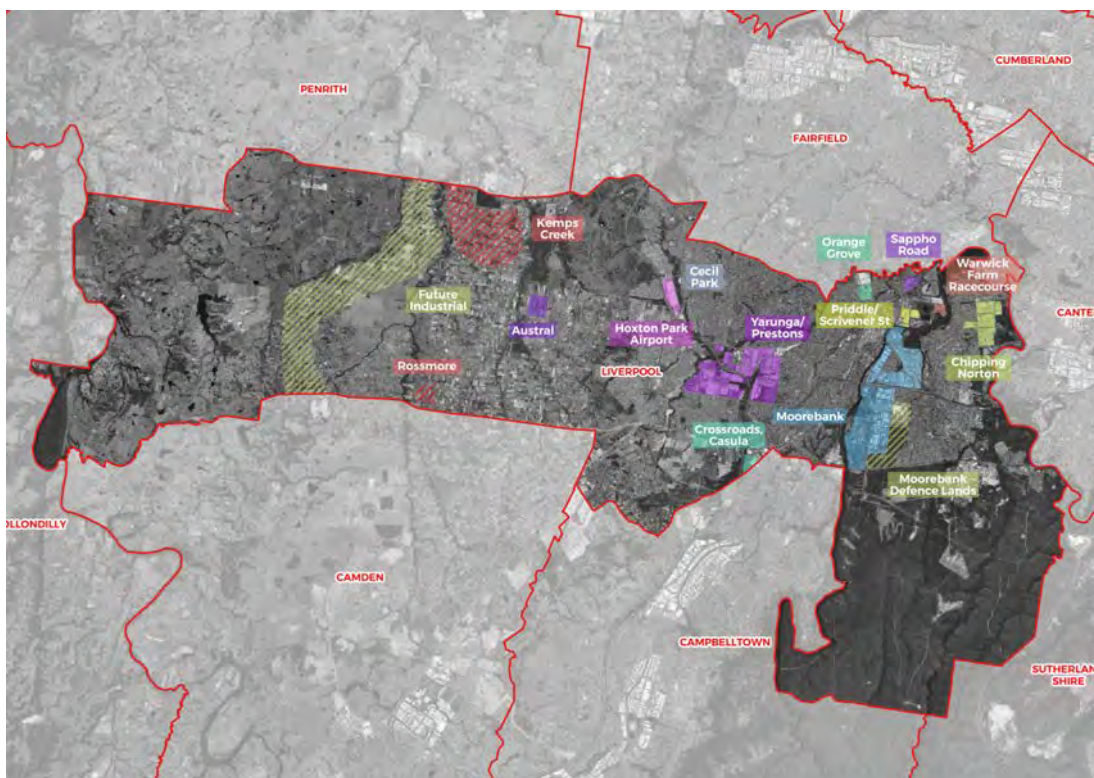 CUMBERLAND
PENRITH
FAIRFIELD
Kemps
Creek
Orange
Grove
Sappho
Road
Warwick
Farm
Racecourse
Cecil
Park
Future
Industrial
Austral
Hoxton Park
Airport
Yarunga/
Prestons
Priddle/
Scrivener St
CANTE
Chipping
Norton
Rossmore
LIVERPOOL
Moorebank
Crossroads,
Casula
Moorebank –
Defence Lands
OLLONDILLY
CAMDEN
CAMPBELLTOWN
SUTHERLAN
SHIRE